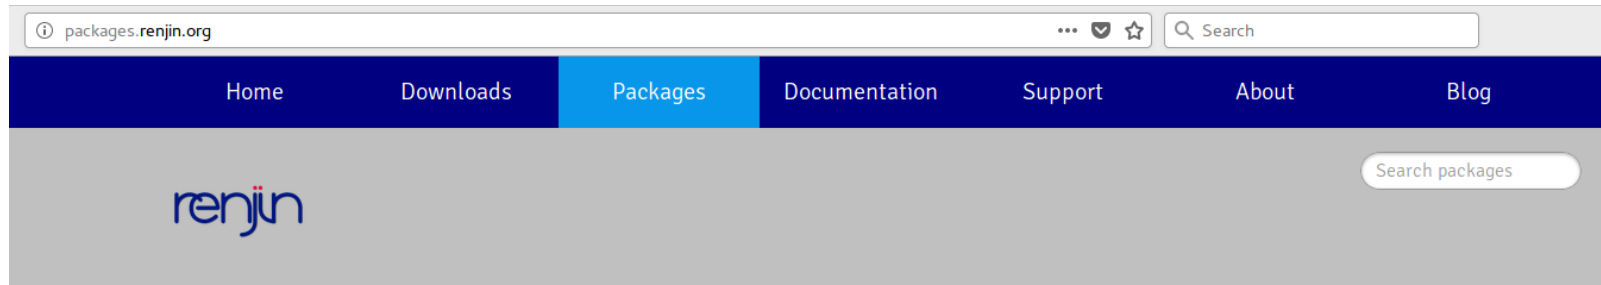 packages.renjin.org Search
Home Downloads Packages Documentation Support About Blog
Search packages
renjin